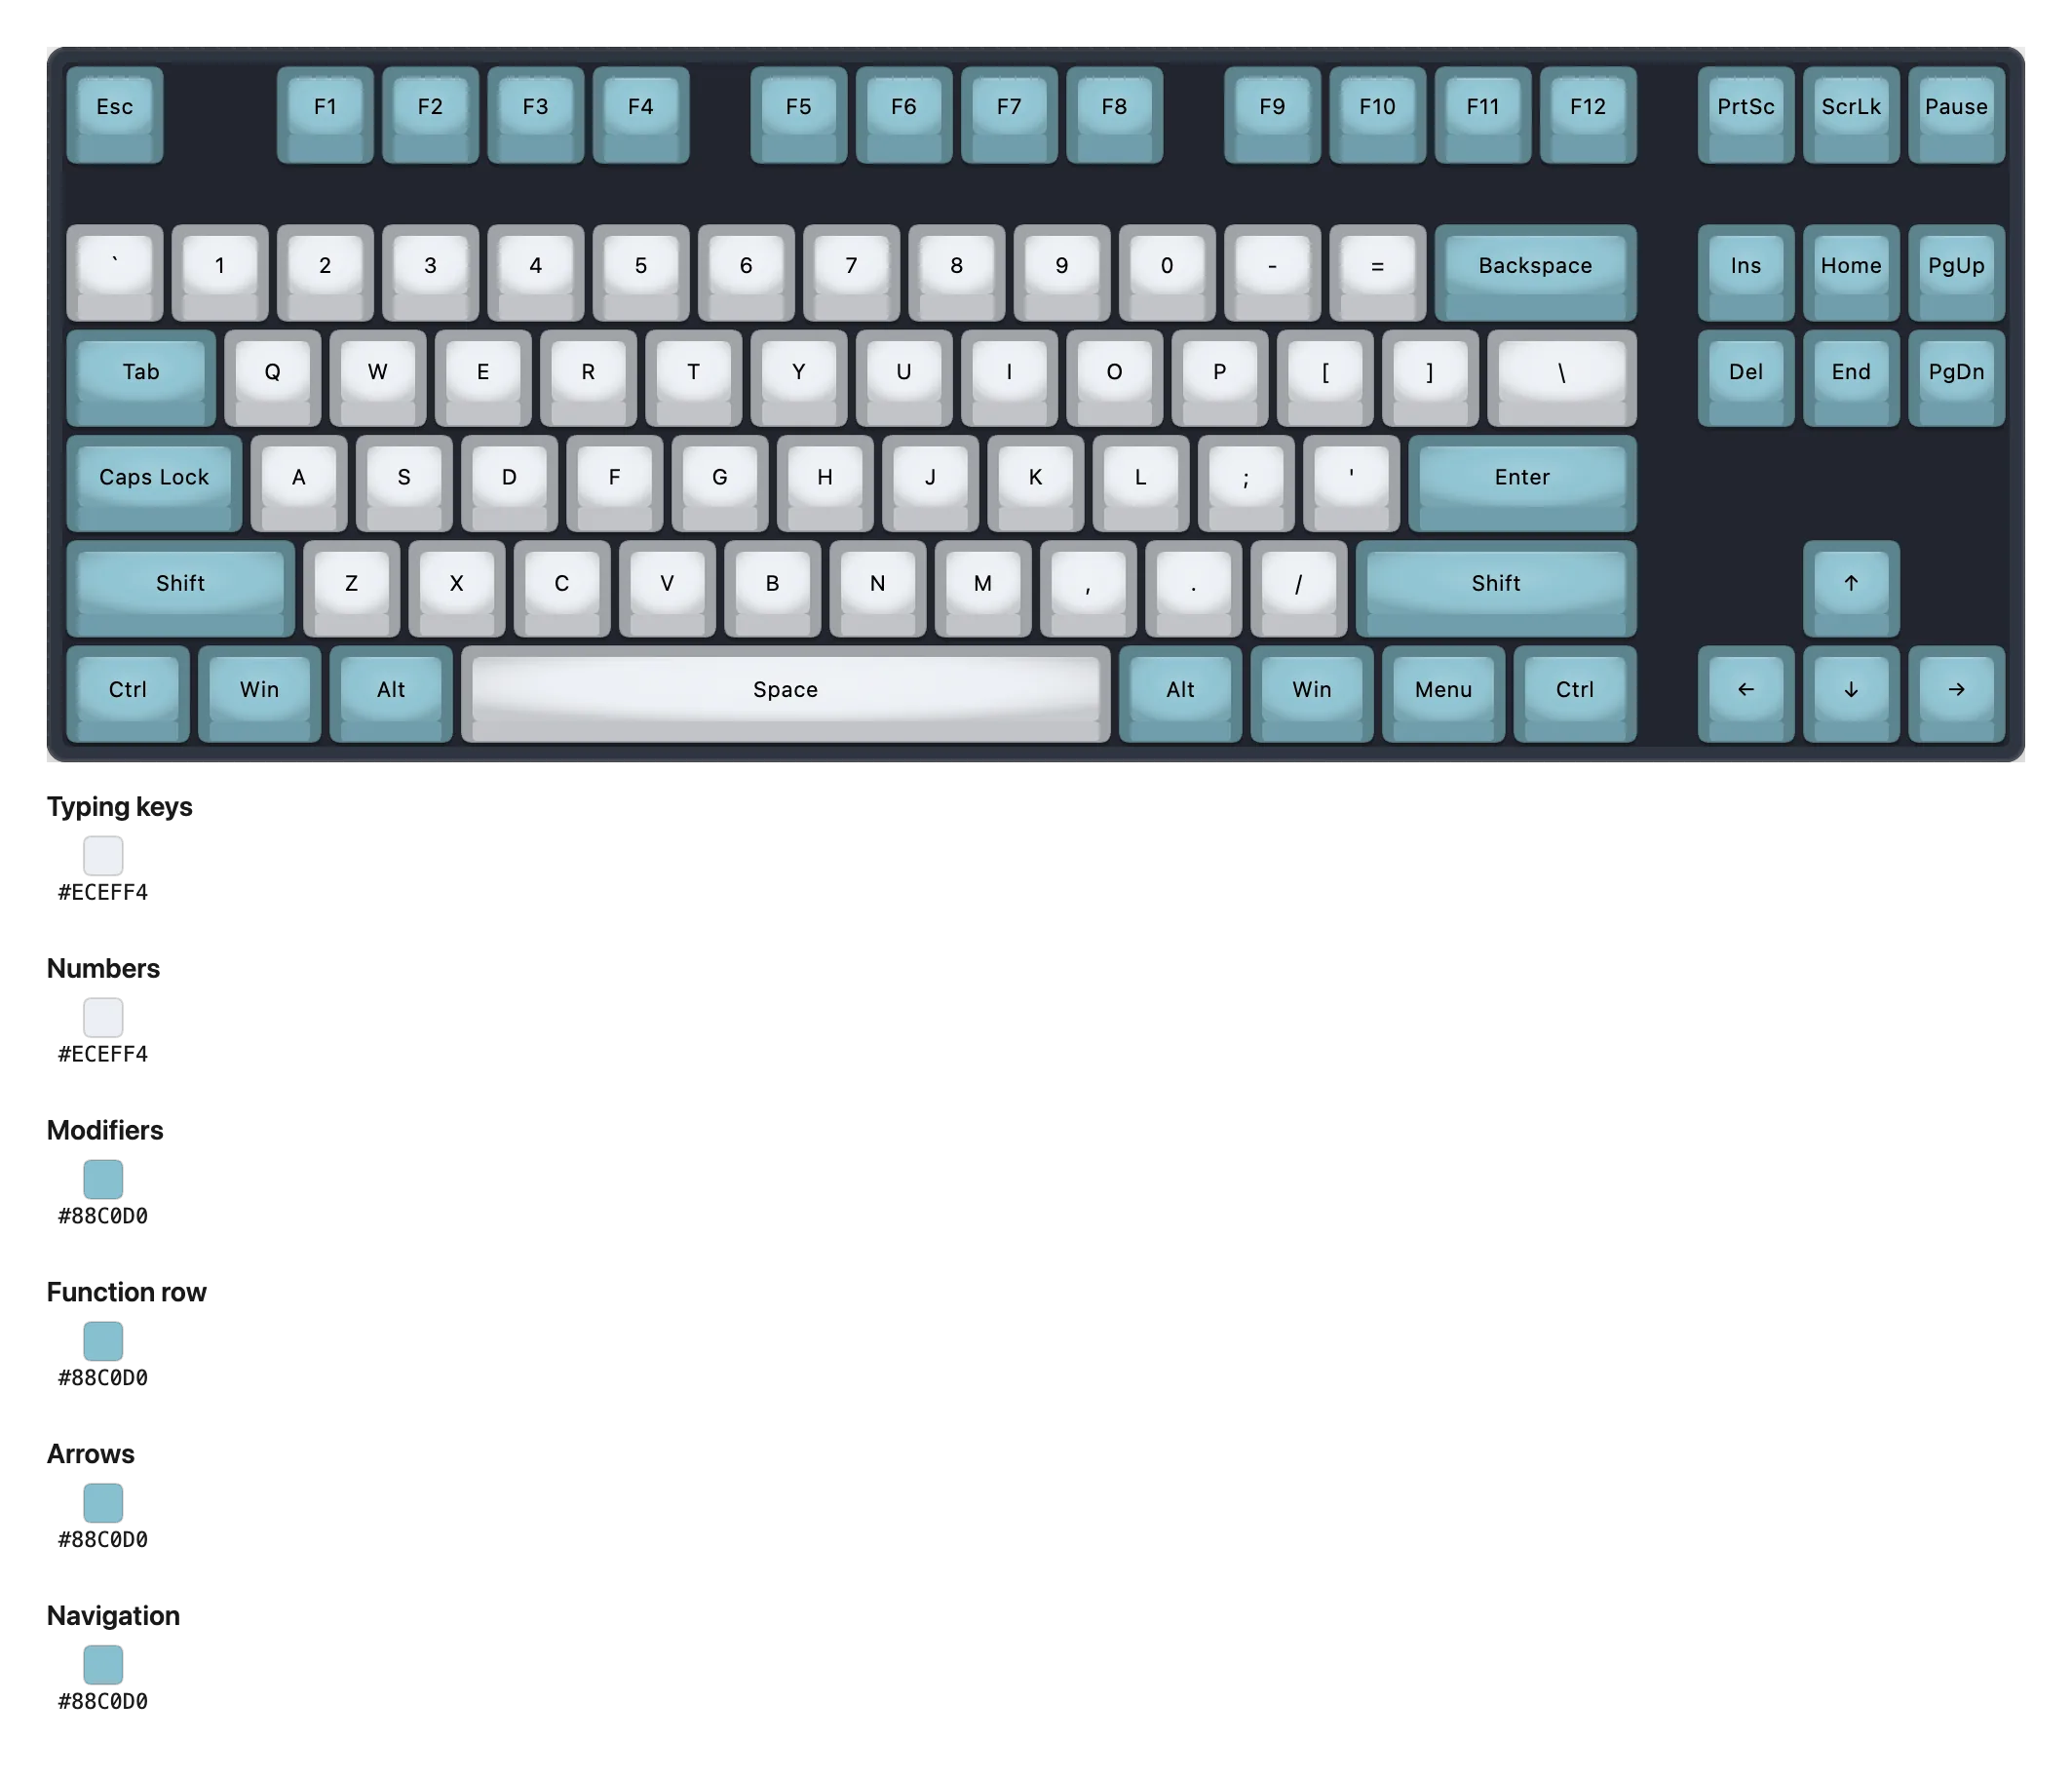 Esc F1 F2 F3 F4 F5 F6 F7 F8 F9 F10 F11 F12 PrtSc ScrLk Pause
` 1 2 3 4 5 6 7 8 9 0 - = Backspace Ins Home PgUp
Tab Q W E R T Y U I O P [ ] \ Del End PgDn
Caps Lock A S D F G H J K L ; ' Enter
Shift Z X C V B N M , . / Shift ↑
Ctrl Win Alt Space Alt Win Menu Ctrl ← ↓ →
Typing keys
#ECEFF4
Numbers
#ECEFF4
Modifiers
#88C0D0
Function row
#88C0D0
Arrows
#88C0D0
Navigation
#88C0D0